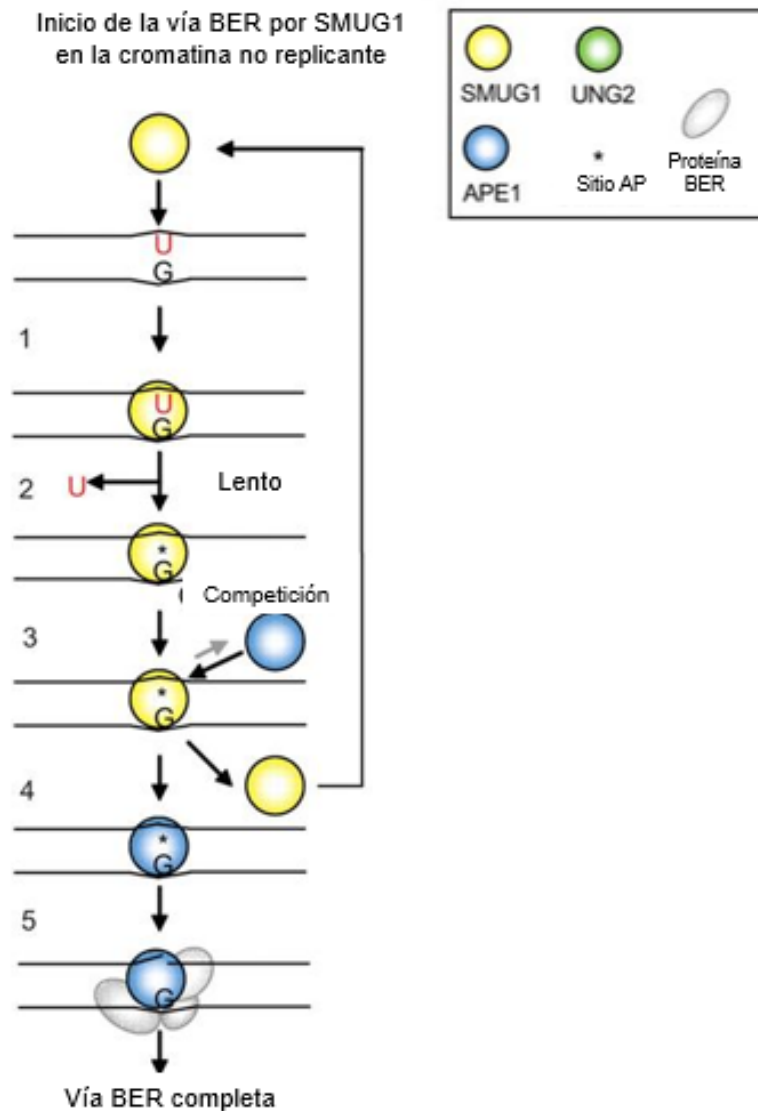 Inicio de la vía BER por SMUG1
en la cromatina no replicante
SMUG1 UNG2
APE1
*
Sitio AP
Proteína
BER
U
G
1
U
G
2 U Lento
*
G
Competición
3
*
G
4
*
G
5
G
Vía BER completa